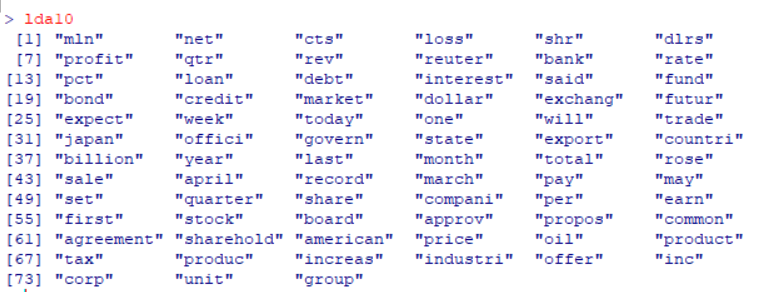 > lda10
[1] "mln" "net" "cts" "loss" "shr" "dlrs"
[7] "profit" "qtr" "rev" "reuter" "bank" "rate"
[13] "pct" "loan" "debt" "interest" "said" "fund"
[19] "bond" "credit" "market" "dollar" "exchang" "futur"
[25] "expect" "week" "today" "one" "will" "trade"
[31] "japan" "offici" "govern" "state" "export" "countri"
[37] "billion" "year" "last" "month" "total" "rose"
[43] "sale" "april" "record" "march" "pay" "may"
[49] "set" "quarter" "share" "compani" "per" "earn"
[55] "first" "stock" "board" "approv" "propos" "common"
[61] "agreement" "sharehold" "american" "price" "oil" "product"
[67] "tax" "produc" "increas" "industri" "offer" "inc"
[73] "corp" "unit" "group"